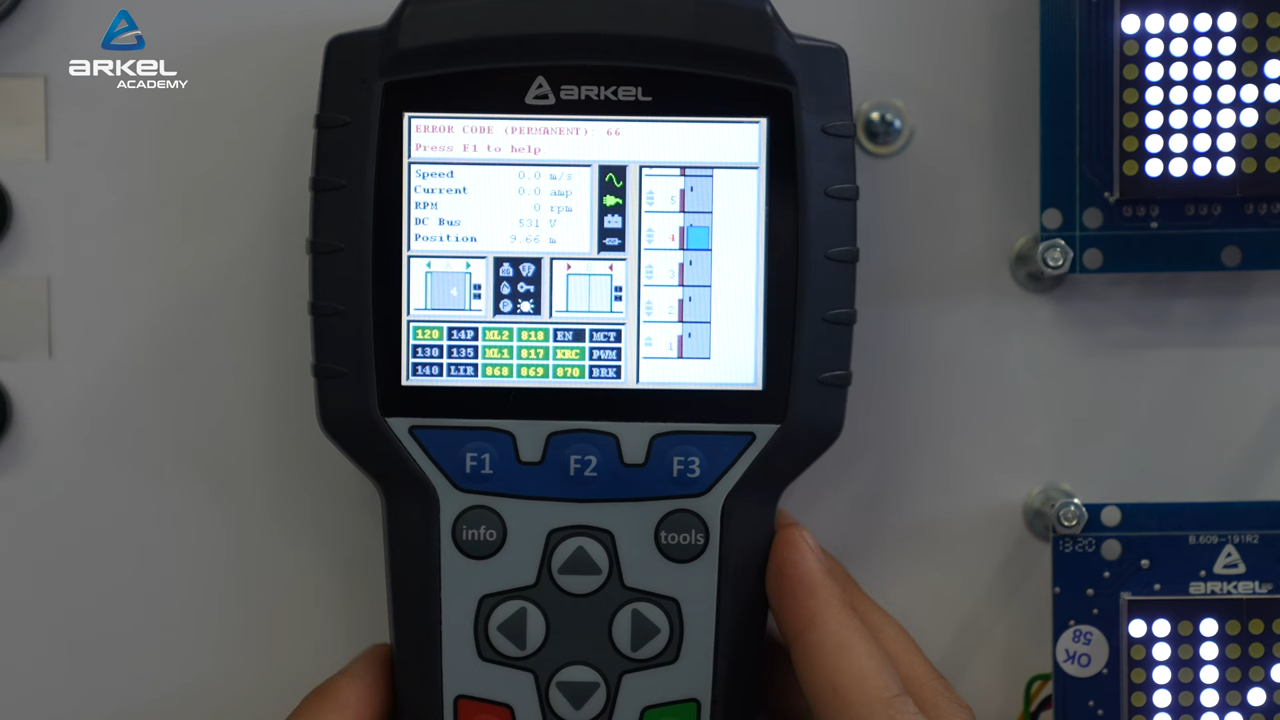 ARKEL
ACADEMY
ARKEL
ERROR CODE (PERMANENT): 66
Press F1 to help
Speed 0.0 m/s
Current 0.0 amp
RPM 0 rpm
DC Bus 531 V
Position 9.66 m
5
4
3
2
1
4
120 14P ML2 818 EN MCT
130 135 ML1 817 KRC PWM
140 LIR 868 869 870 BRK
F1 F2 F3
info
tools
1320
B.609-191R2
ARKEL
OK
58